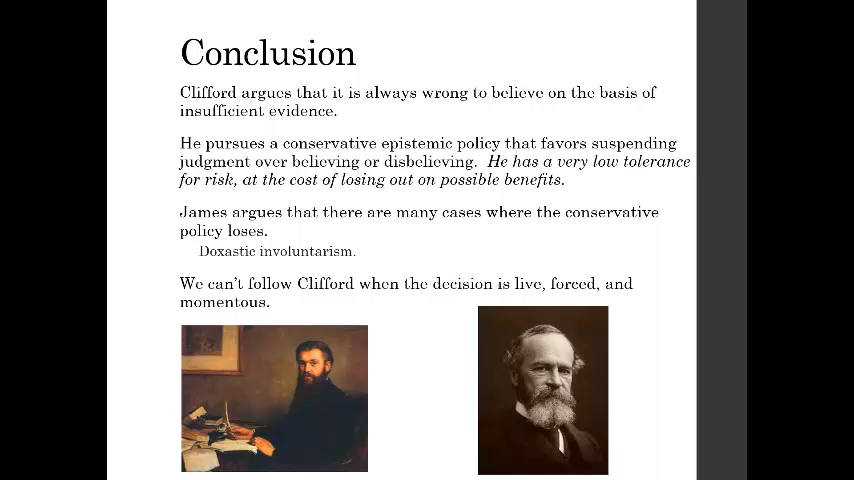 Conclusion
Clifford argues that it is always wrong to believe on the basis of
insufficient evidence.
He pursues a conservative epistemic policy that favors suspending
judgment over believing or disbelieving. He has a very low tolerance
for risk, at the cost of losing out on possible benefits.
James argues that there are many cases where the conservative
policy loses.
Doxastic involuntarism.
We can't follow Clifford when the decision is live, forced, and
momentous.